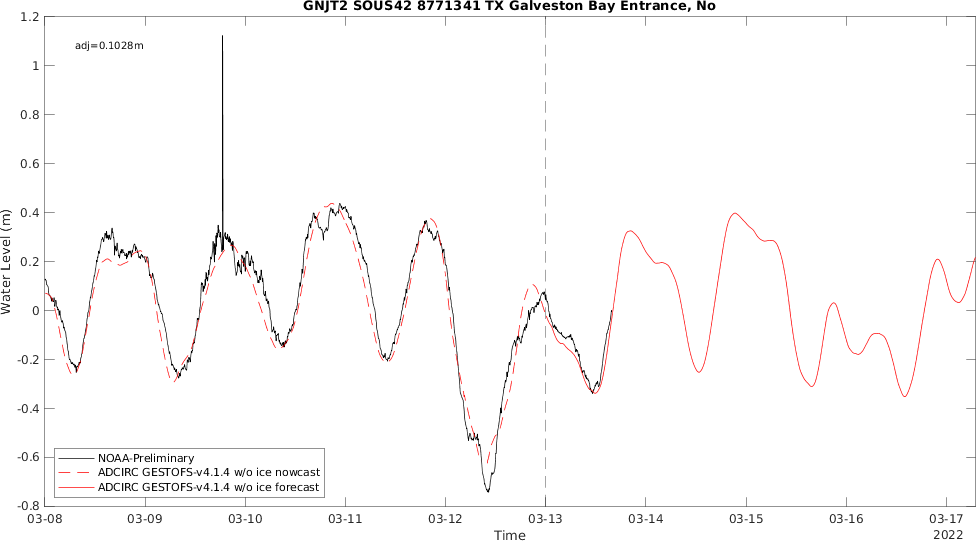 GNJT2 SOUS42 8771341 TX Galveston Bay Entrance, No
adj=0.1028m
Water Level (m)
1.2
1
0.8
0.6
0.4
0.2
0
-0.2
-0.4
-0.6
-0.8
NOAA-Preliminary
ADCIRC GESTOFS-v4.1.4 w/o ice nowcast
ADCIRC GESTOFS-v4.1.4 w/o ice forecast
03-08 03-09 03-10 03-11 03-12 03-13 03-14 03-15 03-16 03-17
2022
Time